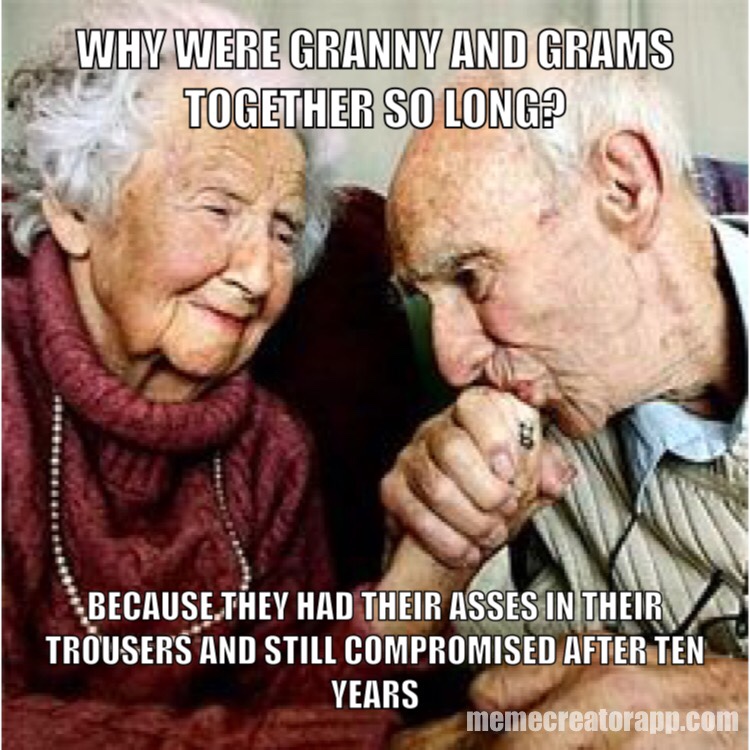 WHY WERE GRANNY AND GRAMS
TOGETHER SO LONG?
BECAUSE THEY HAD THEIR ASSES IN THEIR
TROUSERS AND STILL COMPROMISED AFTER TEN
YEARS
memecreatorapp.com